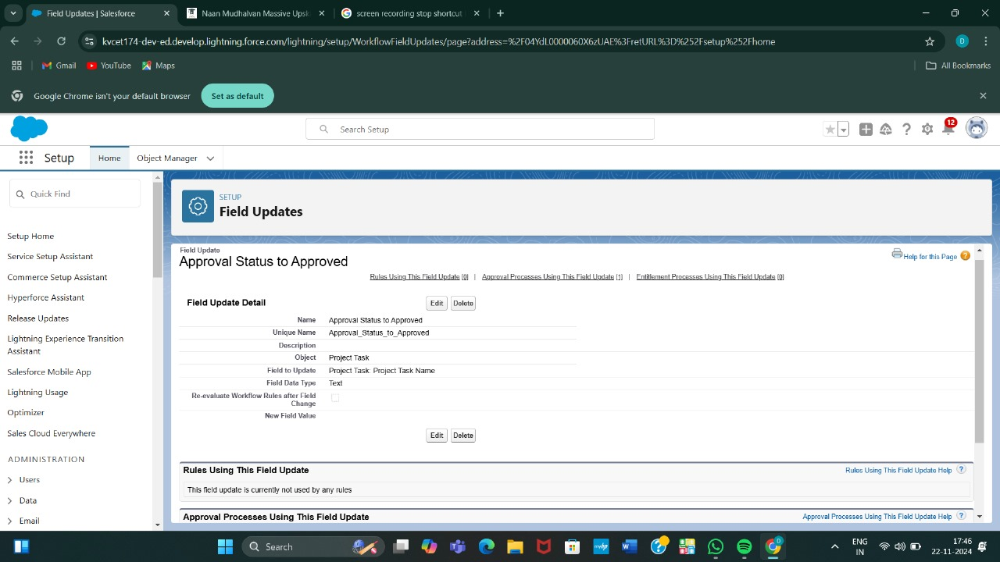 Field Updates | Salesforce
Naan Mudhalvan Massive Upsk
screen recording stop shortcut
kvcet174-dev-ed.develop.lightning.force.com/lightning/setup/WorkflowFieldUpdates/page?address=%2F04YdL0000060X6zUAE%3FretURL%3D%252Fsetup%252Fhome
D
Gmail YouTube Maps
All Bookmarks
Google Chrome isn't your default browser Set as default
Search Setup
12
Setup Home Object Manager
Quick Find
Setup Home
Service Setup Assistant
Commerce Setup Assistant
Hyperforce Assistant
Release Updates
Lightning Experience Transition
Assistant
Salesforce Mobile App
Lightning Usage
Optimizer
Sales Cloud Everywhere
ADMINISTRATION
Users
Data
Email
SETUP
Field Updates
Field Update
Approval Status to Approved
Help for this Page
Rules Using This Field Update [0] | Approval Processes Using This Field Update [1] | Entitlement Processes Using This Field Update [0]
Field Update Detail Edit Delete
Name Approval Status to Approved
Unique Name Approval_Status_to_Approved
Description
Object Project Task
Field to Update Project Task: Project Task Name
Field Data Type Text
Re-evaluate Workflow Rules after Field
Change
New Field Value
Edit Delete
Rules Using This Field Update Rules Using This Field Update Help
This field update is currently not used by any rules
Approval Processes Using This Field Update Approval Processes Using This Field Update Help
Search
ENG
IN
17:46
22-11-2024